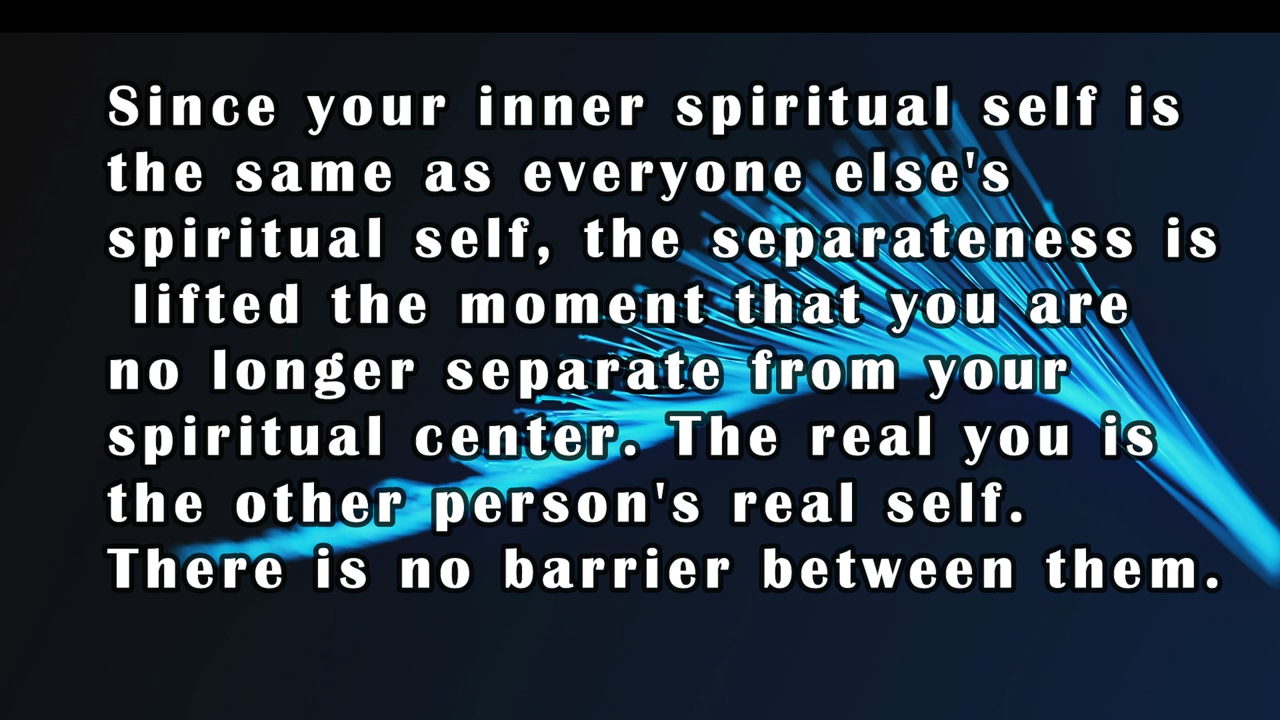 Since your inner spiritual self is
the same as everyone else's
spiritual self, the separateness is
lifted the moment that you are
no longer separate from your
spiritual center. The real you is
the other person's real self.
There is no barrier between them.